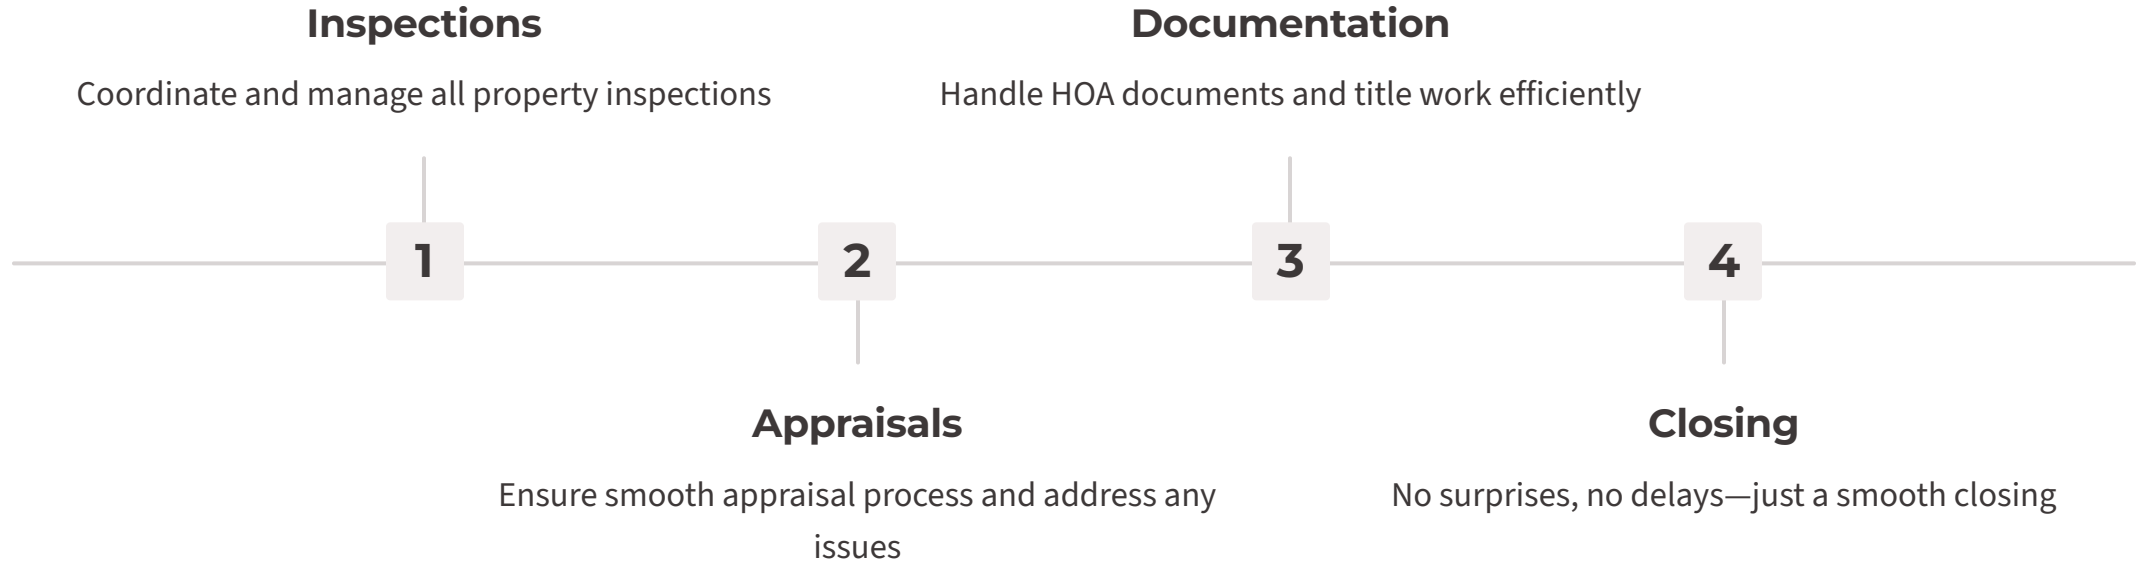 Inspections
Coordinate and manage all property inspections
Documentation
Handle HOA documents and title work efficiently
1
2
3
4
Appraisals
Ensure smooth appraisal process and address any
issues
Closing
No surprises, no delays—just a smooth closing